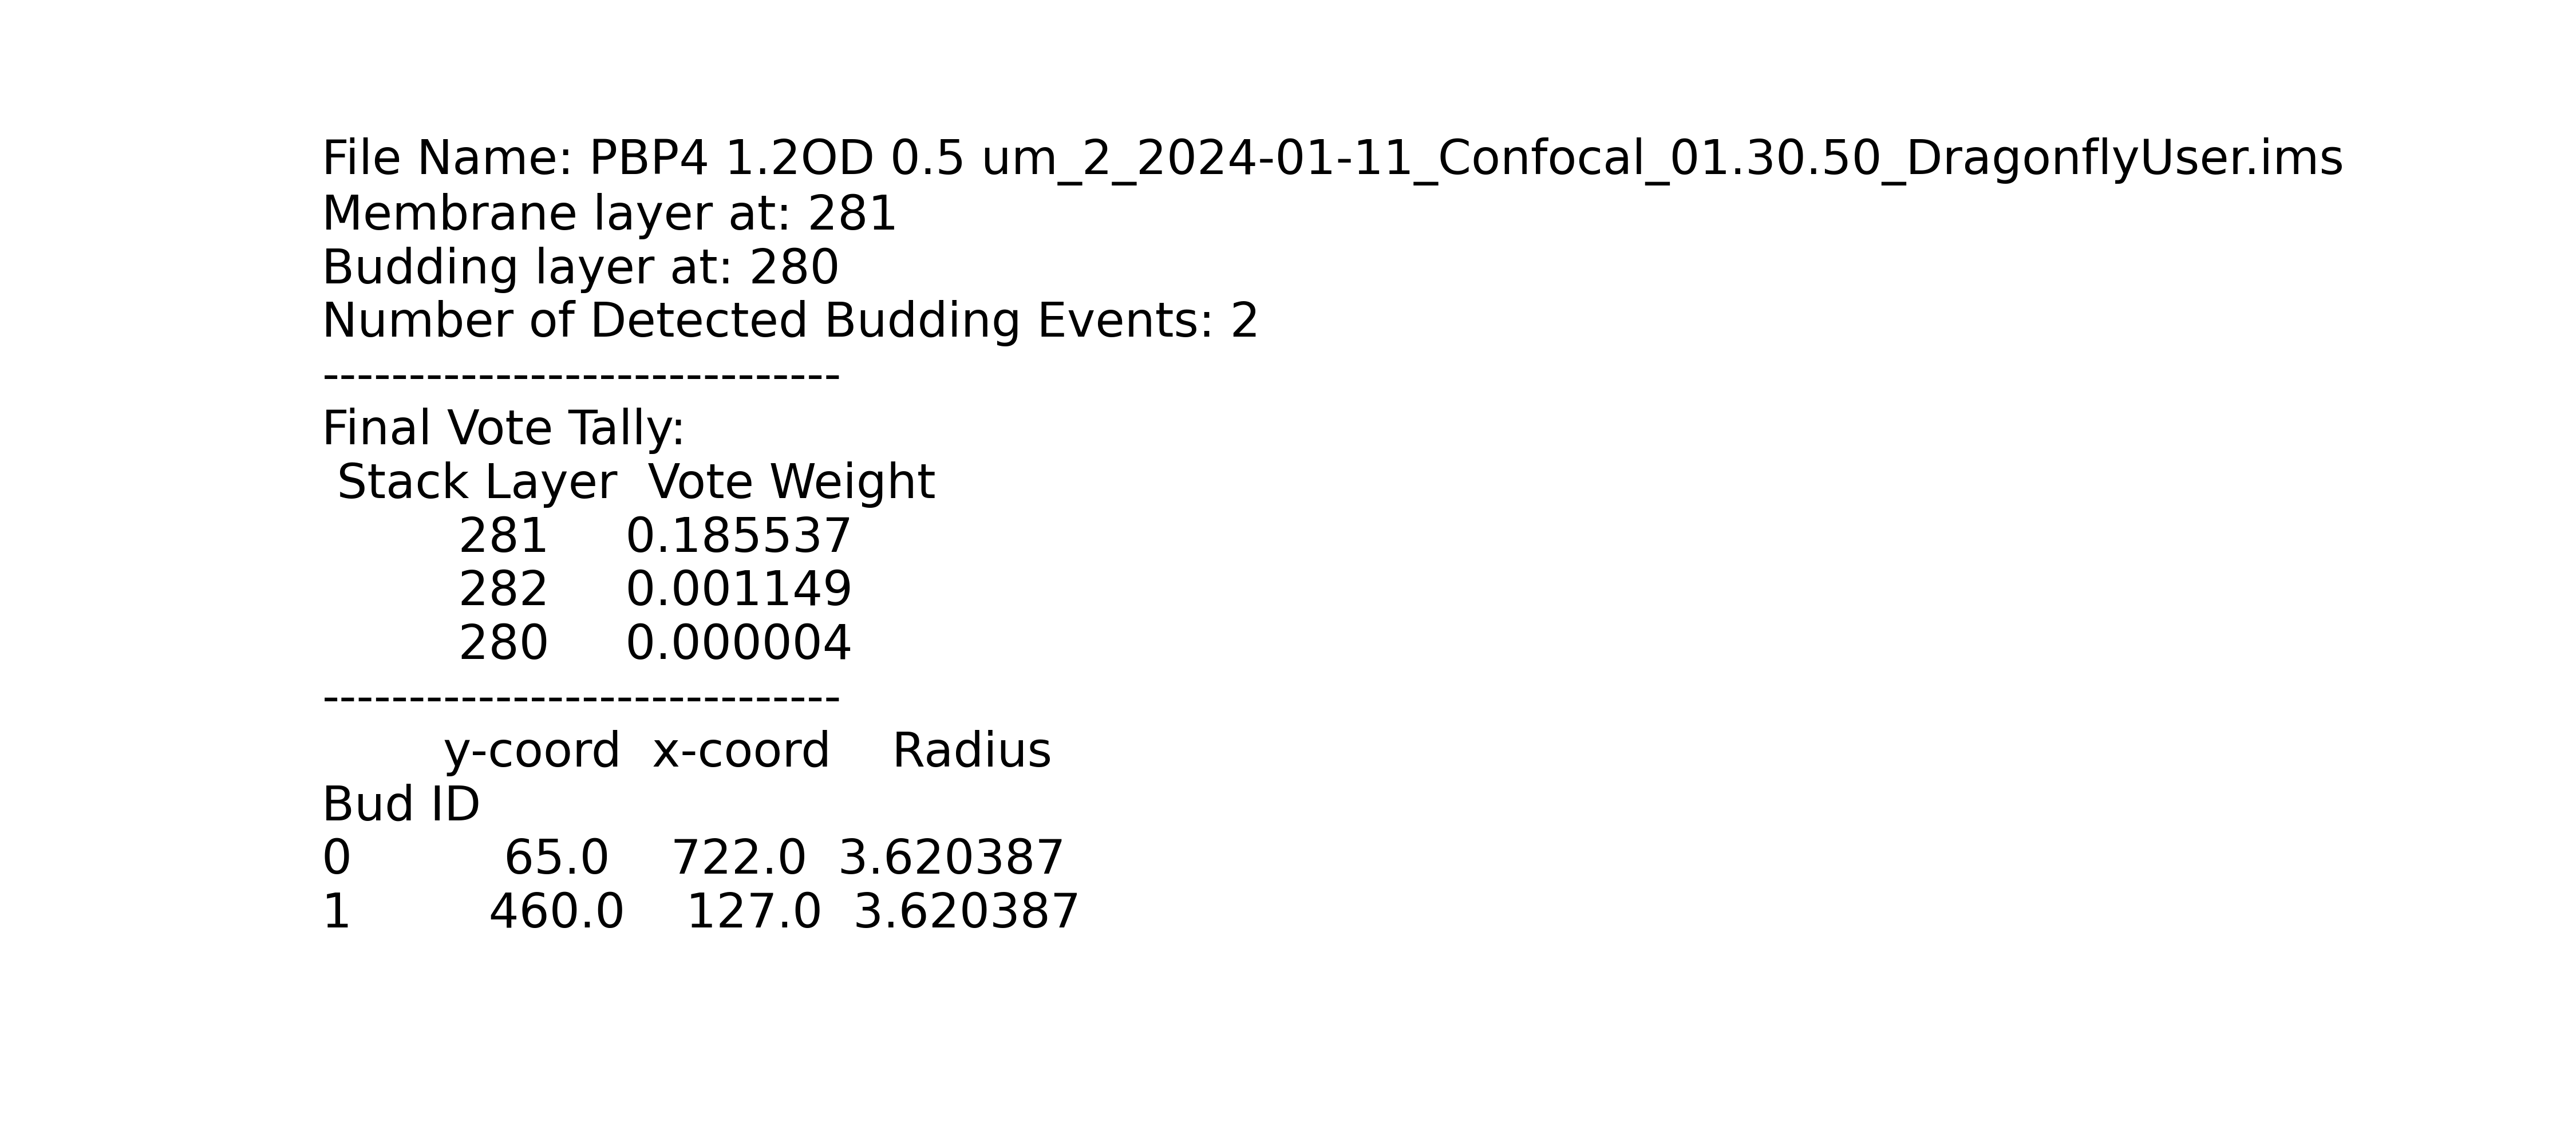 File Name: PBP4 1.2OD 0.5 um_2_2024-01-11_Confocal_01.30.50_DragonflyUser.ims
Membrane layer at: 281
Budding layer at: 280
Number of Detected Budding Events: 2
------------------------------
Final Vote Tally:
Stack Layer  Vote Weight
281     0.185537
282     0.001149
280     0.000004
------------------------------
y-coord  x-coord    Radius
Bud ID
0          65.0    722.0  3.620387
1         460.0    127.0  3.620387